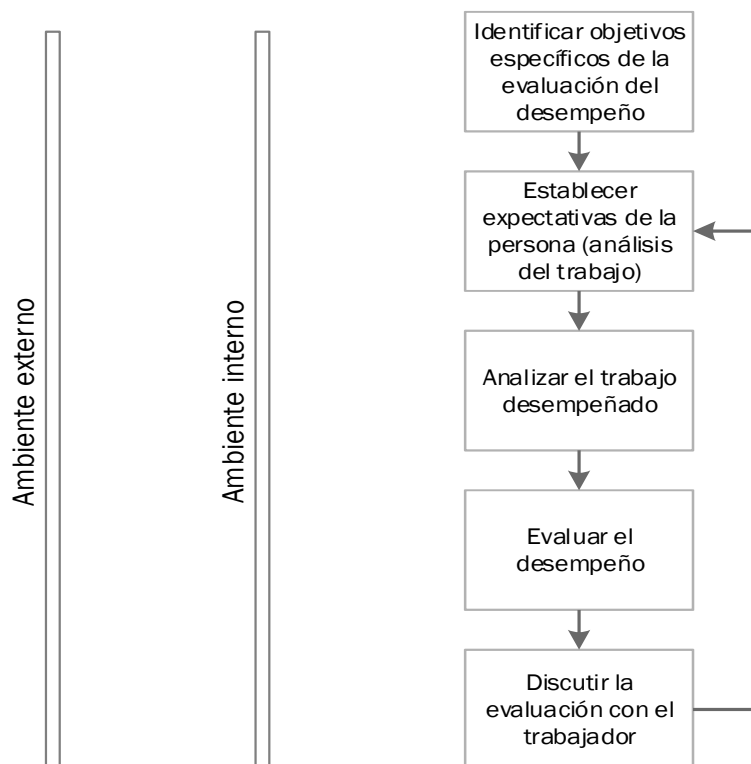 Identificar objetivos
específicos de la
evaluación del
desempeño
Establecer
expectativas de la
persona (análisis
del trabajo)
Analizar el trabajo
desempeñado
Evaluar el
desempeño
Discutir la
evaluación con el
trabajador
Ambiente externo
Ambiente interno